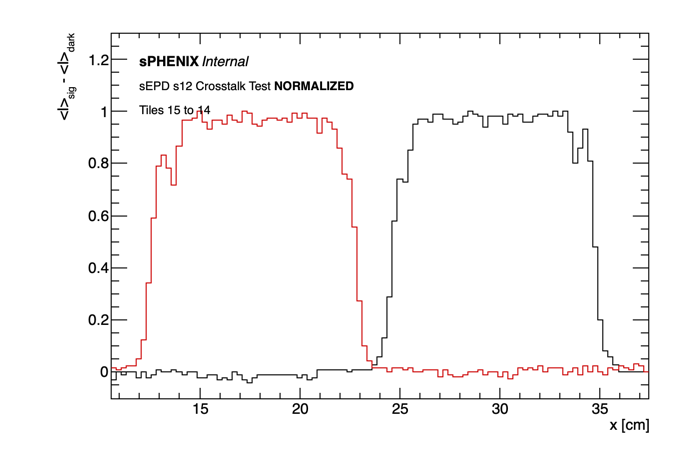 <I>sig - <I>dark
1.2
sPHENIX Internal
sEPD s12 Crosstalk Test NORMALIZED
Tiles 15 to 14
1
0.8
0.6
0.4
0.2
0
15 20 25 30 35
x [cm]